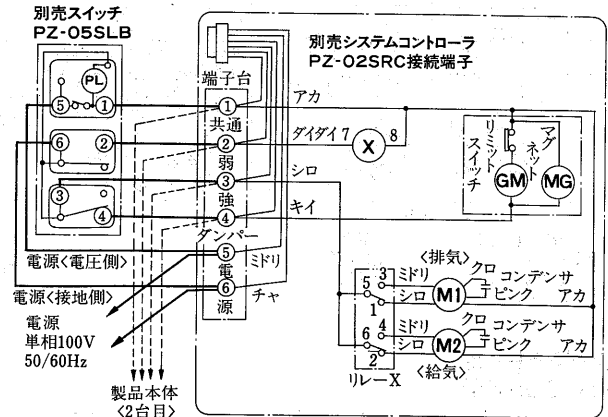 別売スイッチ
PZ-05SLB
PL
5
1
6
2
3
4
電源<電圧側>
電源<接地側>
電源
単相100V
50/60Hz
製品本体
<2台目>
別売システムコントローラ
PZ-02SRC接続端子
端子台
1
共通
2
弱
3
強
4
ダンパー
5
電
6
源
アカ
ダイダイ 7
X
8
シロ
キイ
ミドリ
チャ
リミット
スイッチ
マグネット
GM
MG
<排気>
5
3
ミドリ
シロ
1
M1
クロ
コンデンサ
ピンク
アカ
6
4
ミドリ
シロ
2
M2
クロ
コンデンサ
ピンク
アカ
<給気>
リレーX